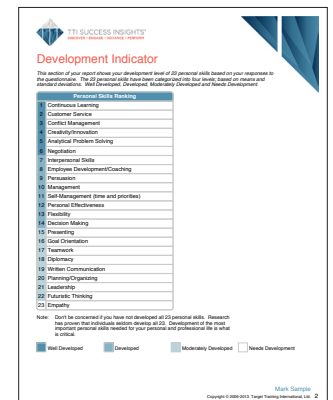 TTI SUCCESS INSIGHTS®
DISCOVER • ENGAGE • ADVANCE • PERFORM
Development Indicator
This section of your report shows your development level of 23 personal skills based on your responses to
the questionnaire. The 23 personal skills have been categorized into four levels; based on means and
standard deviations. Well Developed, Developed, Moderately Developed and Needs Development.
Personal Skills Ranking
1 Continuous Learning
2 Customer Service
3 Conflict Management
4 Creativity/Innovation
5 Analytical Problem Solving
6 Negotiation
7 Interpersonal Skills
8 Employee Development/Coaching
9 Persuasion
10 Management
11 Self-Management (time and priorities)
12 Personal Effectiveness
13 Flexibility
14 Decision Making
15 Presenting
16 Goal Orientation
17 Teamwork
18 Diplomacy
19 Written Communication
20 Planning/Organizing
21 Leadership
22 Futuristic Thinking
23 Empathy
Note: Don't be concerned if you have not developed all 23 personal skills. Research
has proven that individuals seldom develop all 23. Development of the most
important personal skills needed for your personal and professional life is what
is critical.
Well Developed Developed Moderately Developed Needs Development
Mark Sample
Copyright © 2006-2013. Target Training International, Ltd. 2